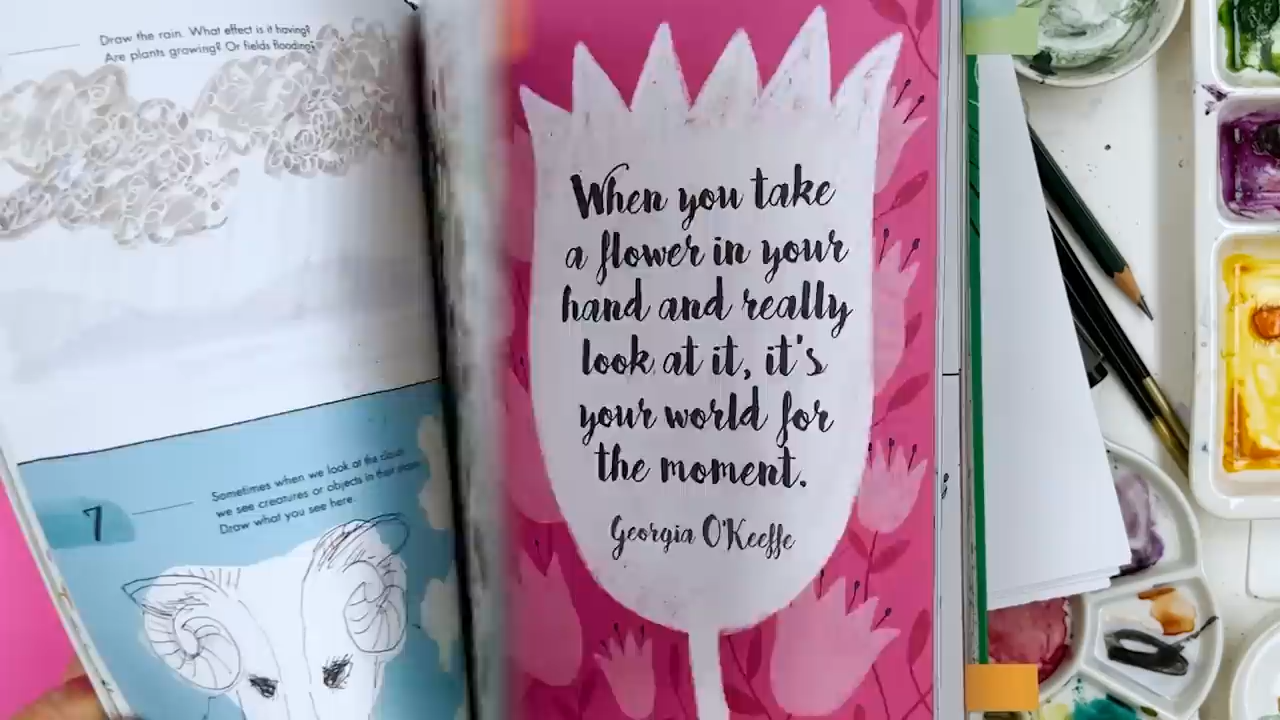 Draw the rain. What effect is it having?
Are plants growing? Or fields flooding?
7
Sometimes when we look at the clouds
we see creatures or objects in their shapes.
Draw what you see here.
When you take
a flower in your
hand and really
look at it, it's
your world for
the moment.
Georgia O'Keeffe